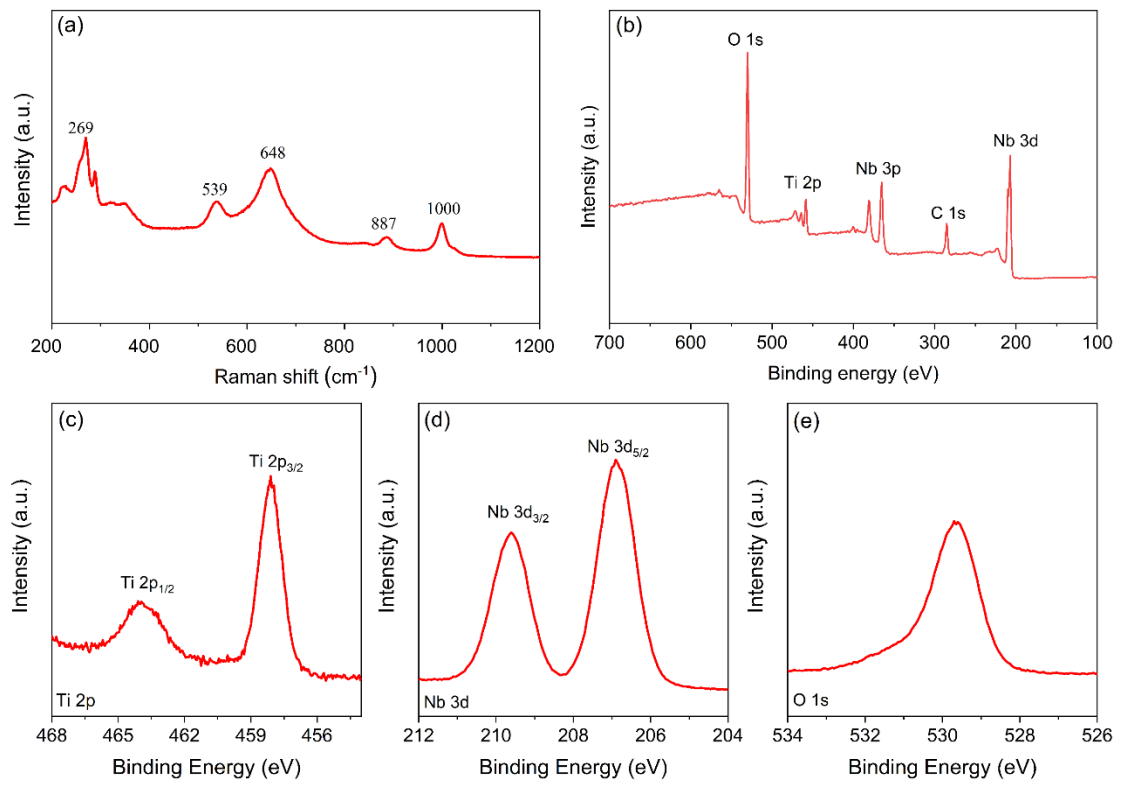 (a)
269
539
648
887
1000
Intensity (a.u.)
200 400 600 800 1000 1200
Raman shift (cm⁻¹)
(b)
O 1s
Ti 2p
Nb 3p
C 1s
Nb 3d
Intensity (a.u.)
700 600 500 400 300 200 100
Binding energy (eV)
(c)
Ti 2p₃/₂
Ti 2p₁/₂
Intensity (a.u.)
Ti 2p
468 465 462 459 456
Binding Energy (eV)
(d)
Nb 3d₅/₂
Nb 3d₃/₂
Intensity (a.u.)
Nb 3d
212 210 208 206 204
Binding Energy (eV)
(e)
Intensity (a.u.)
O 1s
534 532 530 528 526
Binding Energy (eV)